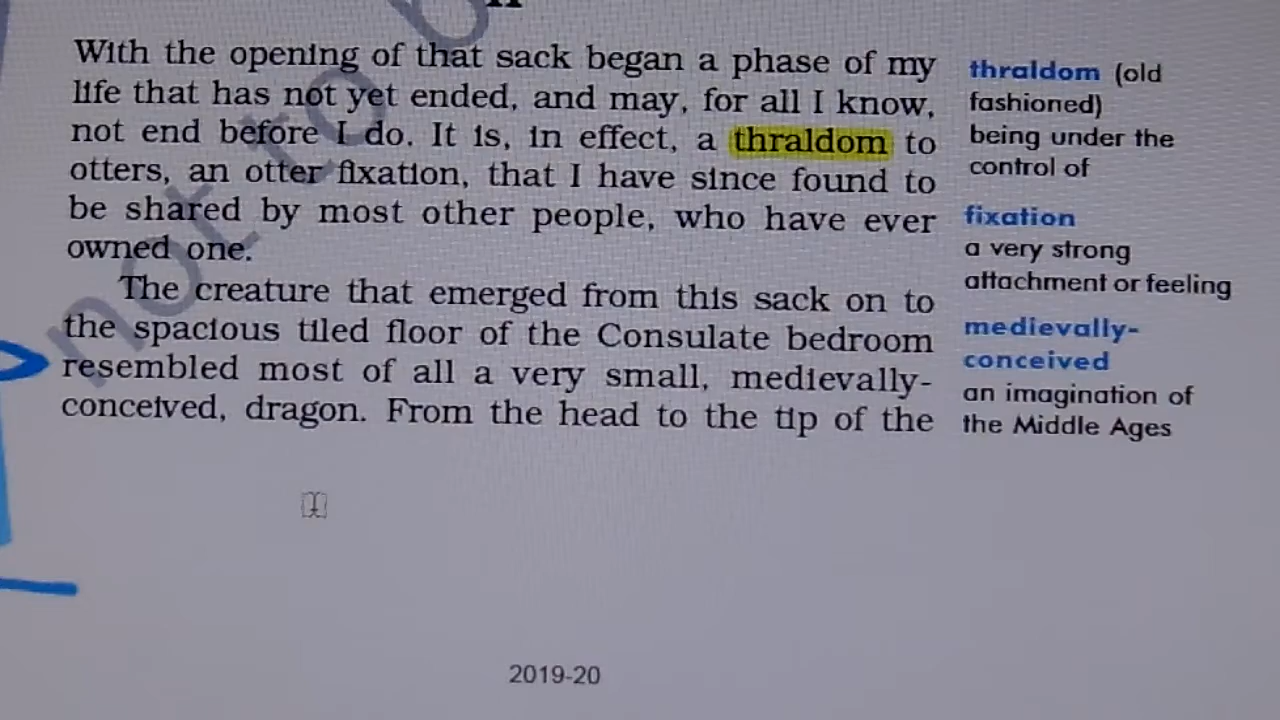 With the opening of that sack began a phase of my
life that has not yet ended, and may, for all I know,
not end before I do. It is, in effect, a thraldom to
otters, an otter fixation, that I have since found to
be shared by most other people, who have ever
owned one.
The creature that emerged from this sack on to
the spacious tiled floor of the Consulate bedroom
resembled most of all a very small, medievally-
conceived, dragon. From the head to the tip of the
thraldom (old
fashioned)
being under the
control of
fixation
a very strong
attachment or feeling
medievally-
conceived
an imagination of
the Middle Ages
not to b
2019-20